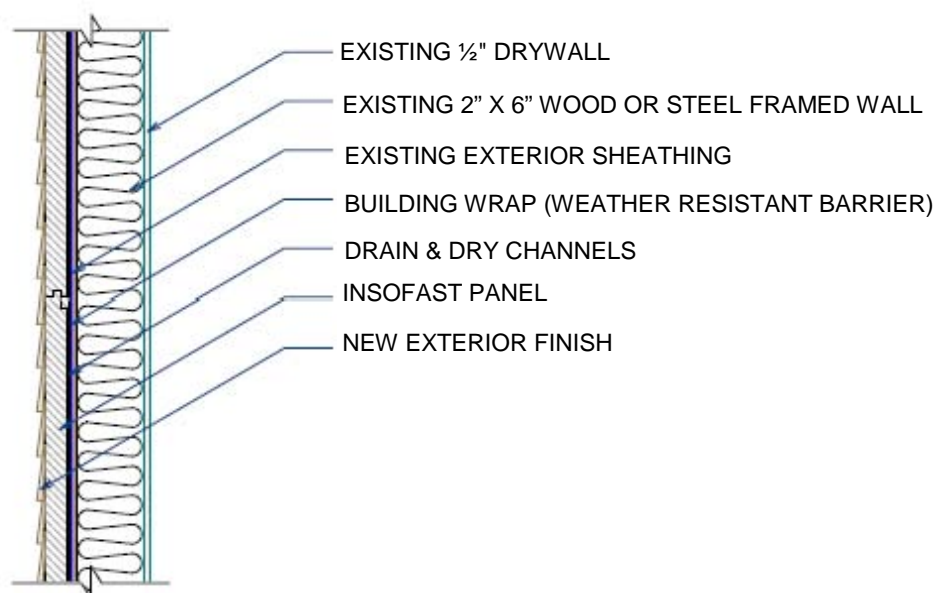 EXISTING ½" DRYWALL
EXISTING 2” X 6” WOOD OR STEEL FRAMED WALL
EXISTING EXTERIOR SHEATHING
BUILDING WRAP (WEATHER RESISTANT BARRIER)
DRAIN & DRY CHANNELS
INSOFAST PANEL
NEW EXTERIOR FINISH